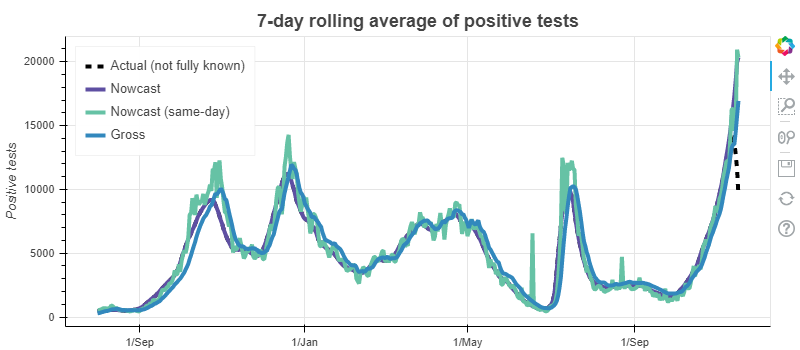 7-day rolling average of positive tests
Positive tests
20000
15000
10000
5000
0
Actual (not fully known)
Nowcast
Nowcast (same-day)
Gross
1/Sep
1/Jan
1/May
1/Sep